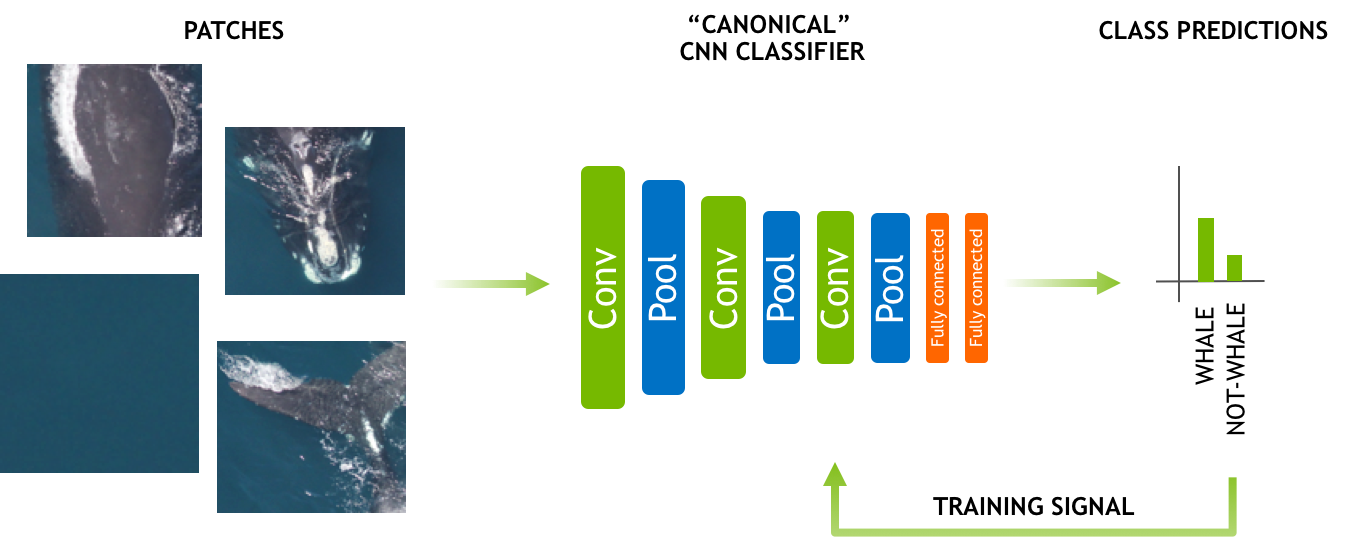 PATCHES
“CANONICAL”
CNN CLASSIFIER
CLASS PREDICTIONS
Conv
Pool
Conv
Pool
Conv
Pool
Fully connected
Fully connected
WHALE
NOT-WHALE
TRAINING SIGNAL